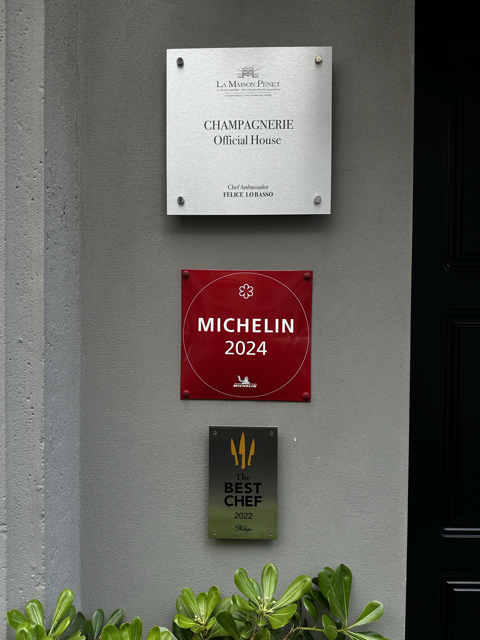 LA MAISON PENET
CHAMPAGNERIE
Official House
Chef Ambassador
FELICE LO BASSO
MICHELIN
2024
MICHELIN
The
BEST
CHEF
2022